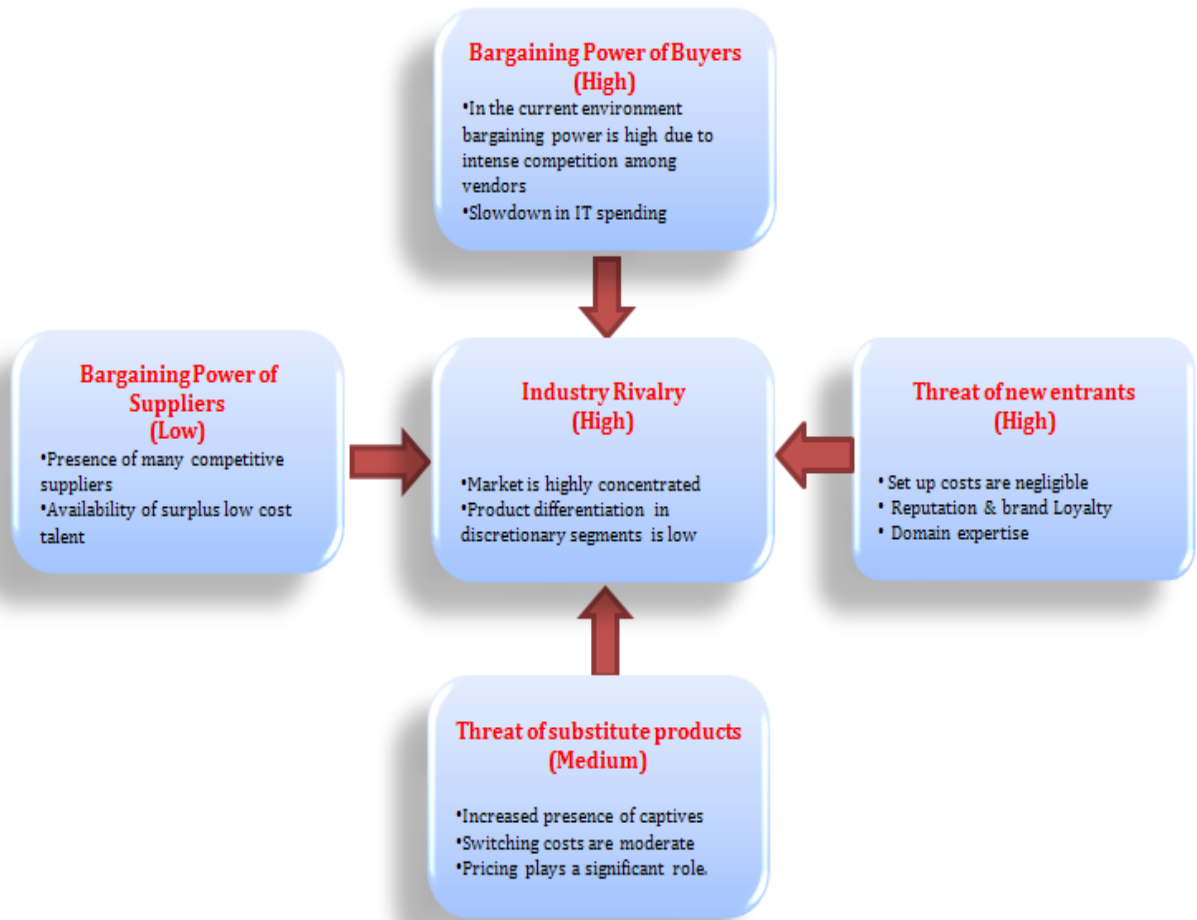 Bargaining Power of Buyers
(High)
•In the current environment
bargaining power is high due to
intense competition among
vendors
•Slowdown in IT spending
Bargaining Power of
Suppliers
(Low)
•Presence of many competitive
suppliers
•Availability of surplus low cost
talent
Industry Rivalry
(High)
•Market is highly concentrated
•Product differentiation in
discretionary segments is low
Threat of new entrants
(High)
• Set up costs are negligible
• Reputation & brand Loyalty
• Domain expertise
Threat of substitute products
(Medium)
•Increased presence of captives
•Switching costs are moderate
•Pricing plays a significant role.